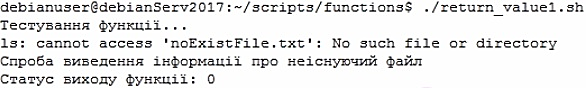 debianuser@debianServ2017:~/scripts/functions$ ./return_value1.sh
Тестування функції...
ls: cannot access 'noExistFile.txt': No such file or directory
Спроба виведення інформації про неіснуючий файл
Статус виходу функції: 0